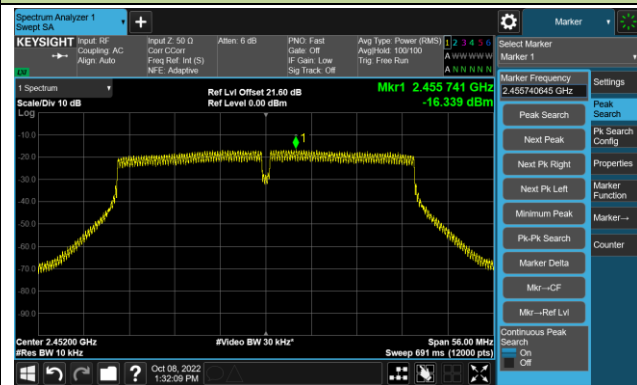 Spectrum Analyzer 1
Swept SA
Marker
KEYSIGHT
Input: RF
Coupling: AC
Align: Auto
Input Z: 50 Ω
Corr CCorr
Freq Ref: Int (S)
NFE: Adaptive
Atten: 6 dB
PNO: Fast
Gate: Off
IF Gain: Low
Sig Track: Off
Avg Type: Power (RMS)
Avg|Hold: 100/100
Trig: Free Run
1 2 3 4 5 6
A W W W W W
A N N N N N
Select Marker
Marker 1
LXI
1 Spectrum
Scale/Div 10 dB
Log
Ref Lvl Offset 21.60 dB
Ref Level 0.00 dBm
Mkr1 2.455 741 GHz
-16.339 dBm
1
-10.0
-20.0
-30.0
-40.0
-50.0
-60.0
-70.0
-80.0
-90.0
Center 2.45200 GHz
#Res BW 10 kHz
#Video BW 30 kHz*
Span 56.00 MHz
Sweep 691 ms (12000 pts)
Marker Frequency
2.455740645 GHz
Peak Search
Next Peak
Next Pk Right
Next Pk Left
Minimum Peak
Pk-Pk Search
Marker Delta
Mkr→CF
Mkr→Ref Lvl
Continuous Peak
Search
On
Off
Settings
Peak
Search
Pk Search
Config
Properties
Marker
Function
Marker→
Counter
Oct 08, 2022
1:32:09 PM